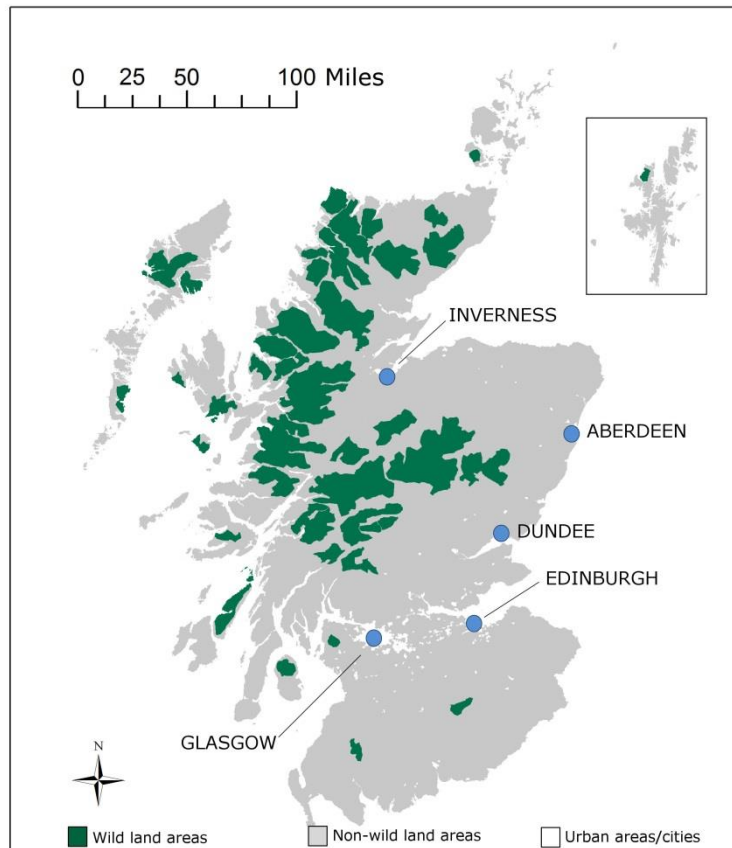 0 25 50 100 Miles
INVERNESS
ABERDEEN
DUNDEE
EDINBURGH
GLASGOW
N
Wild land areas
Non-wild land areas
Urban areas/cities